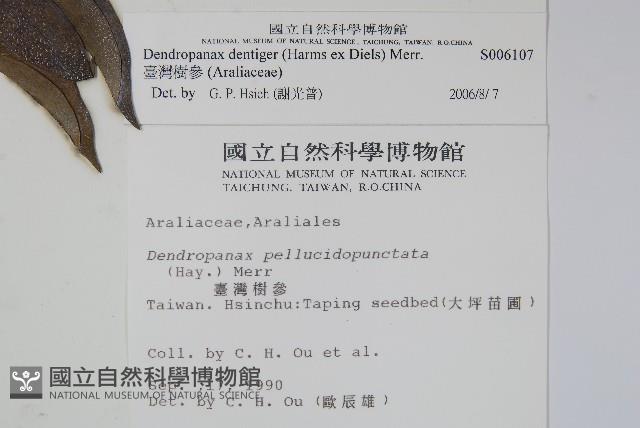 國立自然科學博物館
NATIONAL MUSEUM OF NATURAL SCIENCE, TAICHUNG, TAIWAN, R.O.CHINA
Dendropanax dentiger (Harms ex Diels) Merr. S006107
臺灣樹參 (Araliaceae)
Det. by G. P. Hsieh (謝光普) 2006/8/7
國立自然科學博物館
NATIONAL MUSEUM OF NATURAL SCIENCE
TAICHUNG, TAIWAN, R.O.CHINA
Araliaceae,Araliales
Dendropanax pellucidopunctata
(Hay.) Merr
臺灣樹參
Taiwan. Hsinchu:Taping seedbed(大坪苗圃)
Coll. by C. H. Ou et al.
Sep. 17, 1990
Det. by C. H. Ou (歐辰雄)
國立自然科學博物館
NATIONAL MUSEUM OF NATURAL SCIENCE